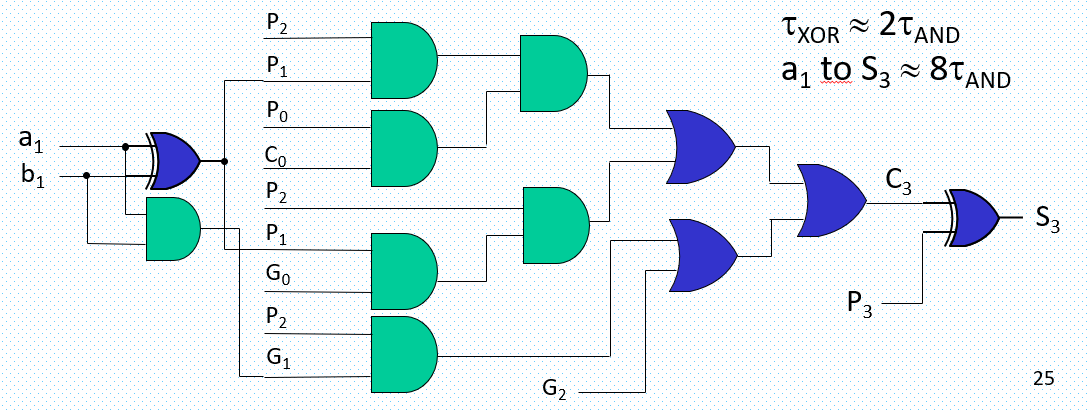 τXOR ≈ 2τAND
a1 to S3 ≈ 8τAND
P2
P1
P0
a1
C0
b1
P2
C3
S3
P1
G0
P3
P2
G1
G2
25